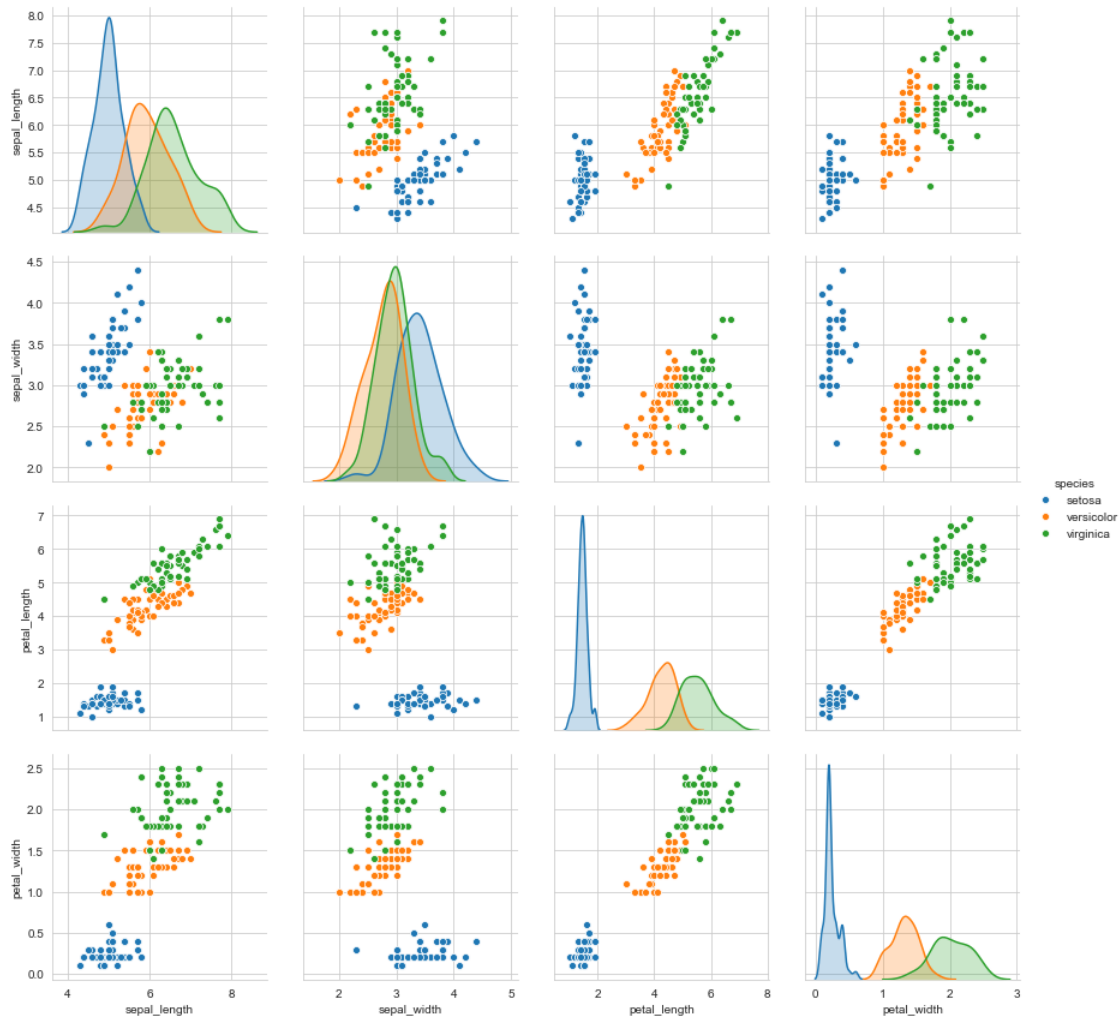 8.0
7.5
7.0
6.5
6.0
5.5
5.0
4.5
sepal_length
4.5
4.0
3.5
3.0
2.5
2.0
sepal_width
species
setosa
versicolor
virginica
7
6
5
4
3
2
1
petal_length
2.5
2.0
1.5
1.0
0.5
0.0
petal_width
4 6 8
2 3 4 5
2 4 6 8
0 1 2 3
sepal_length
sepal_width
petal_length
petal_width